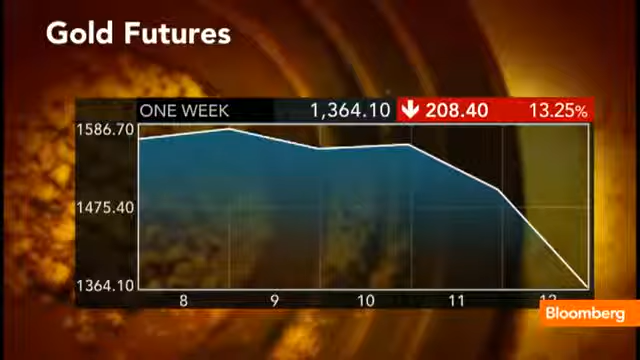 Gold Futures
ONE WEEK 1,364.10 208.40 13.25%
1586.70
1475.40
1364.10
8 9 10 11
Bloomberg